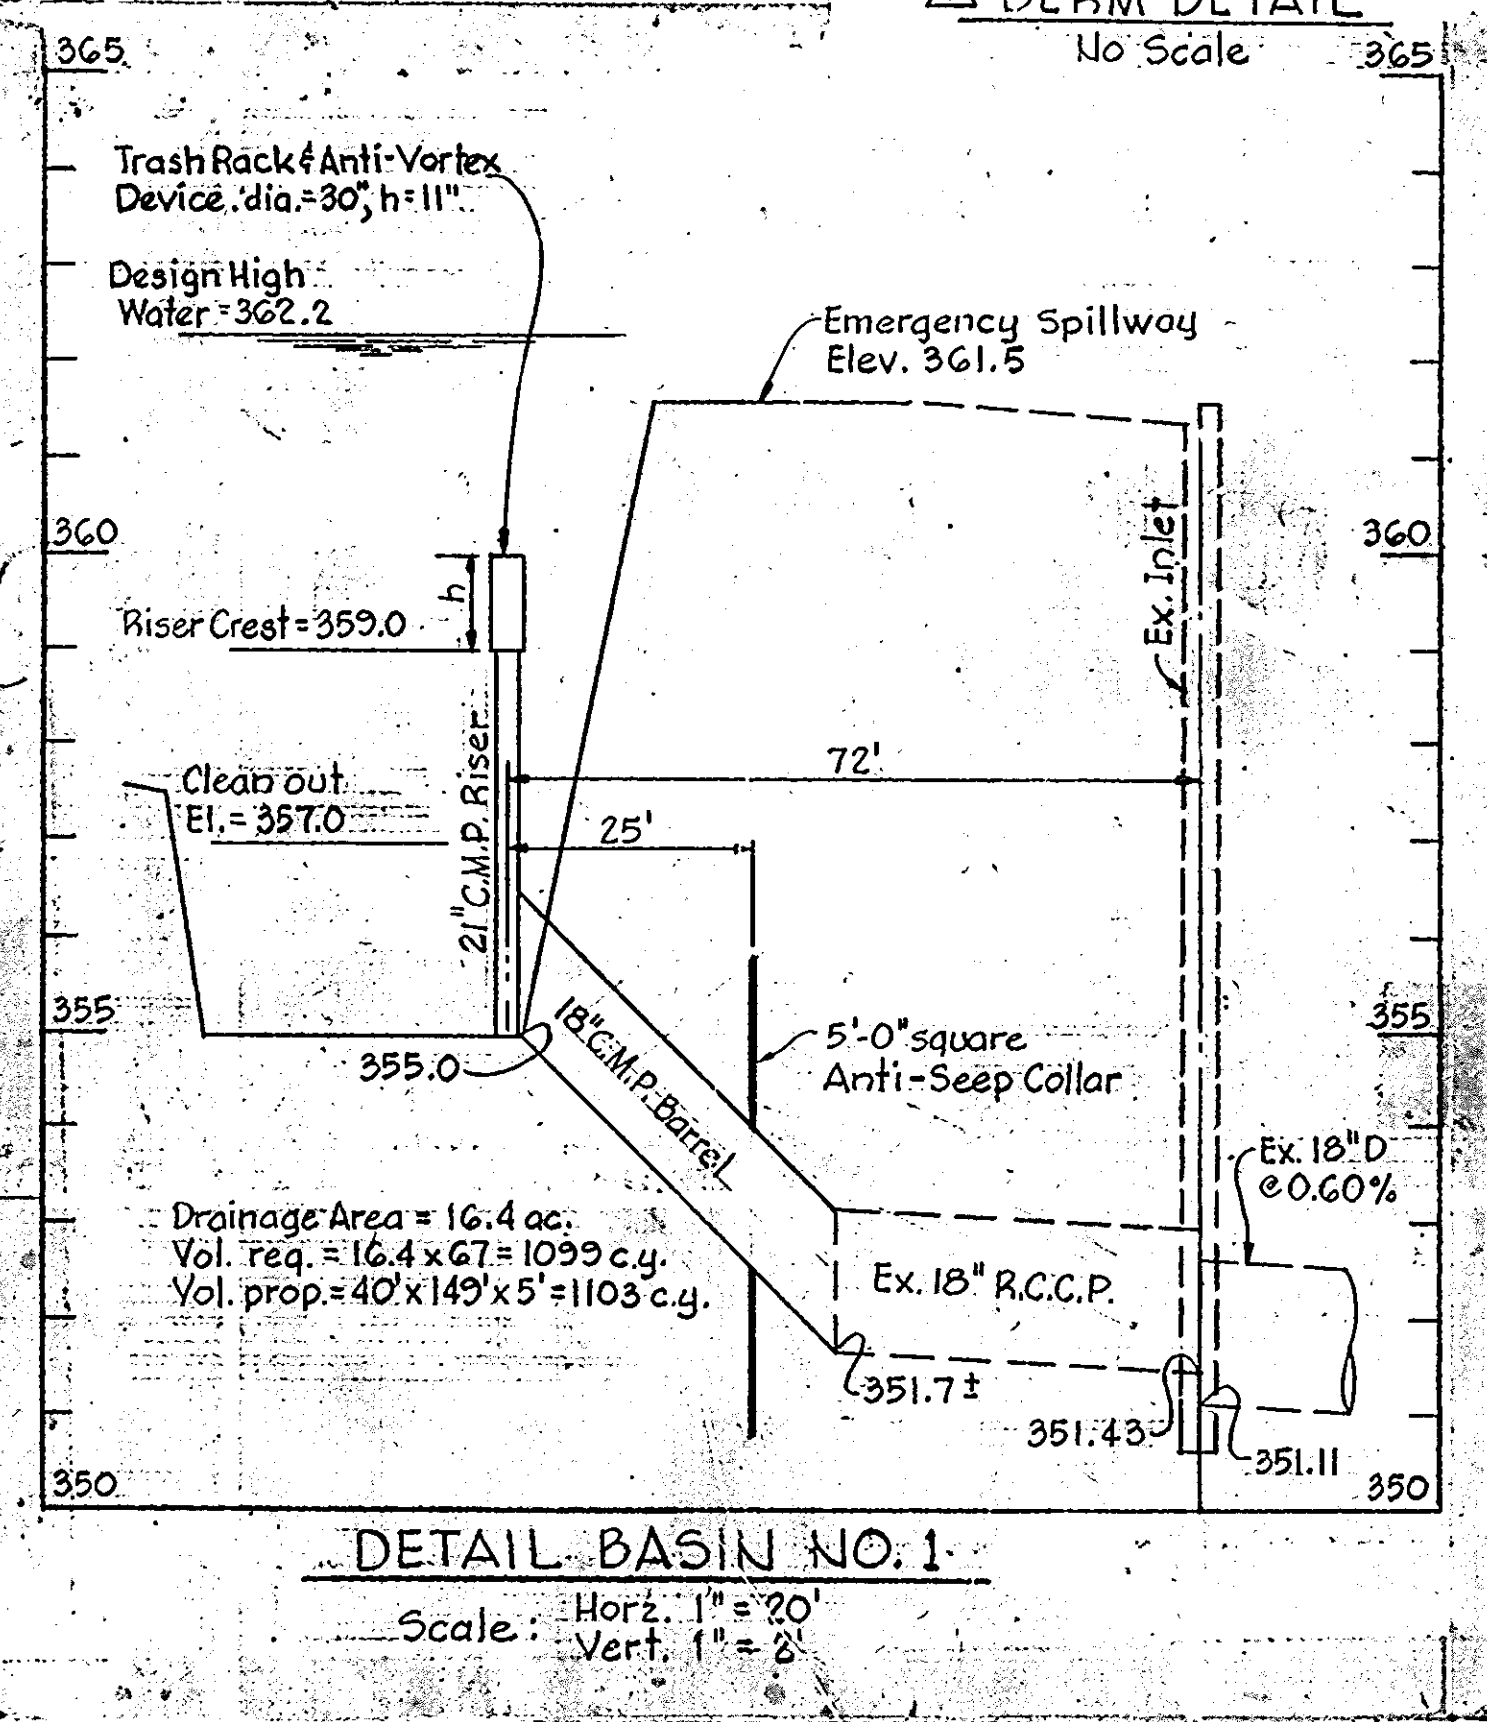 BERM DETAIL
No Scale
365
365
Trash Rack & Anti-Vortex
Device. dia.=30", h=11"
Design High
Water = 362.2
Emergency Spillway
Elev. 361.5
360
360
h
Riser Crest = 359.0
Ex. Inlet
21" C.M.P. Riser
72'
Clean out
El. = 357.0
25'
355
355
355.0
18" C.M.P. Barrel
5'-0" square
Anti-Seep Collar
Ex. 18" D
@ 0.60%
Drainage Area = 16.4 ac.
Vol. req. = 16.4 x 67 = 1099 c.y.
Vol. prop. = 40' x 149' x 5' = 1103 c.y.
Ex. 18" R.C.C.P.
351.7 ±
351.43
351.11
350
350
DETAIL BASIN NO. 1
Scale : Horz. 1" = 20'
Vert. 1" = 2'